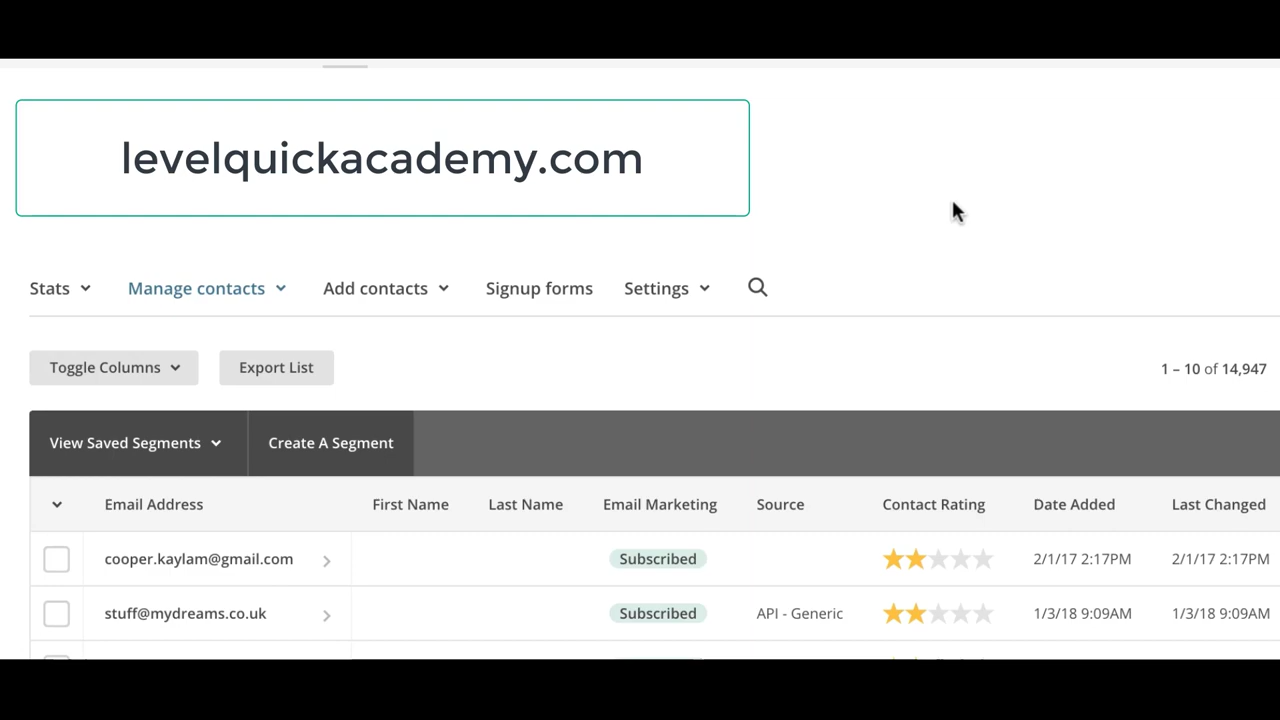 levelquickacademy.com
Stats Manage contacts Add contacts Signup forms Settings
Toggle Columns Export List 1 – 10 of 14,947
View Saved Segments Create A Segment
Email Address First Name Last Name Email Marketing Source Contact Rating Date Added Last Changed
cooper.kaylam@gmail.com Subscribed 2/1/17 2:17PM 2/1/17 2:17PM
stuff@mydreams.co.uk Subscribed API - Generic 1/3/18 9:09AM 1/3/18 9:09AM